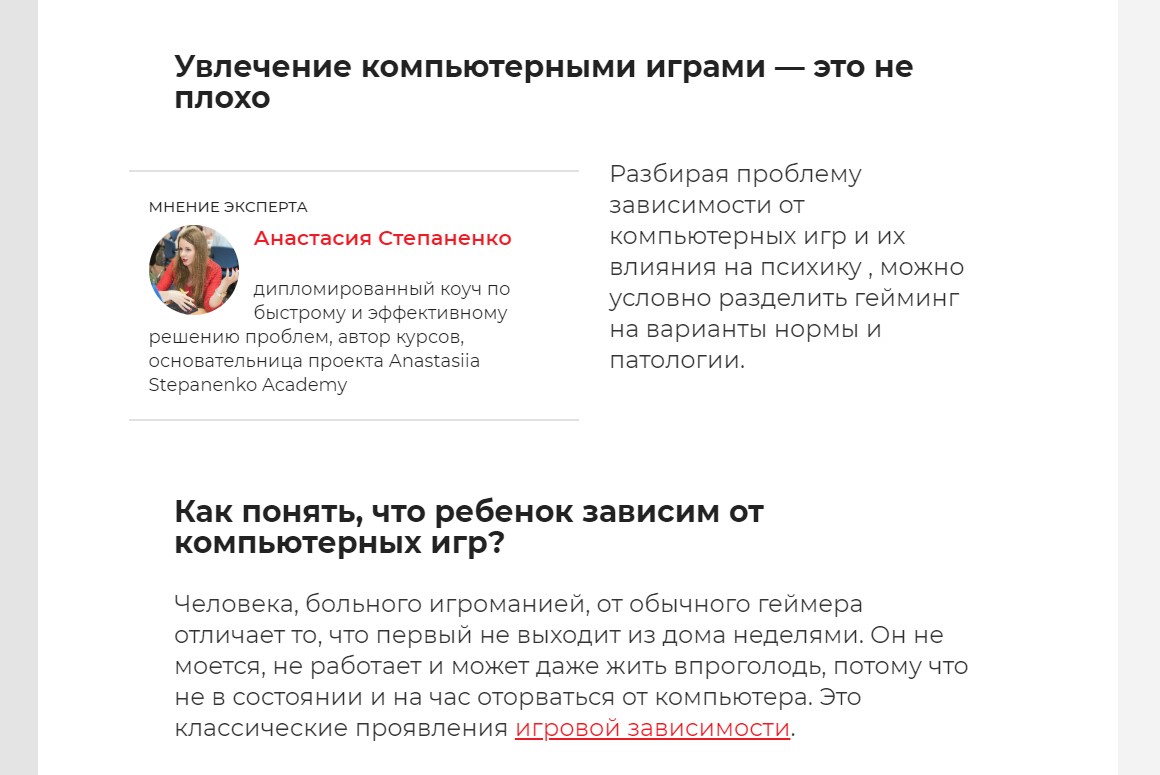 Увлечение компьютерными играми — это не
плохо
МНЕНИЕ ЭКСПЕРТА
Анастасия Степаненко
дипломированный коуч по
быстрому и эффективному
решению проблем, автор курсов,
основательница проекта Anastasiia
Stepanenko Academy
Разбирая проблему
зависимости от
компьютерных игр и их
влияния на психику , можно
условно разделить гейминг
на варианты нормы и
патологии.
Как понять, что ребенок зависим от
компьютерных игр?
Человека, больного игроманией, от обычного геймера
отличает то, что первый не выходит из дома неделями. Он не
моется, не работает и может даже жить впроголодь, потому что
не в состоянии и на час оторваться от компьютера. Это
классические проявления игровой зависимости.